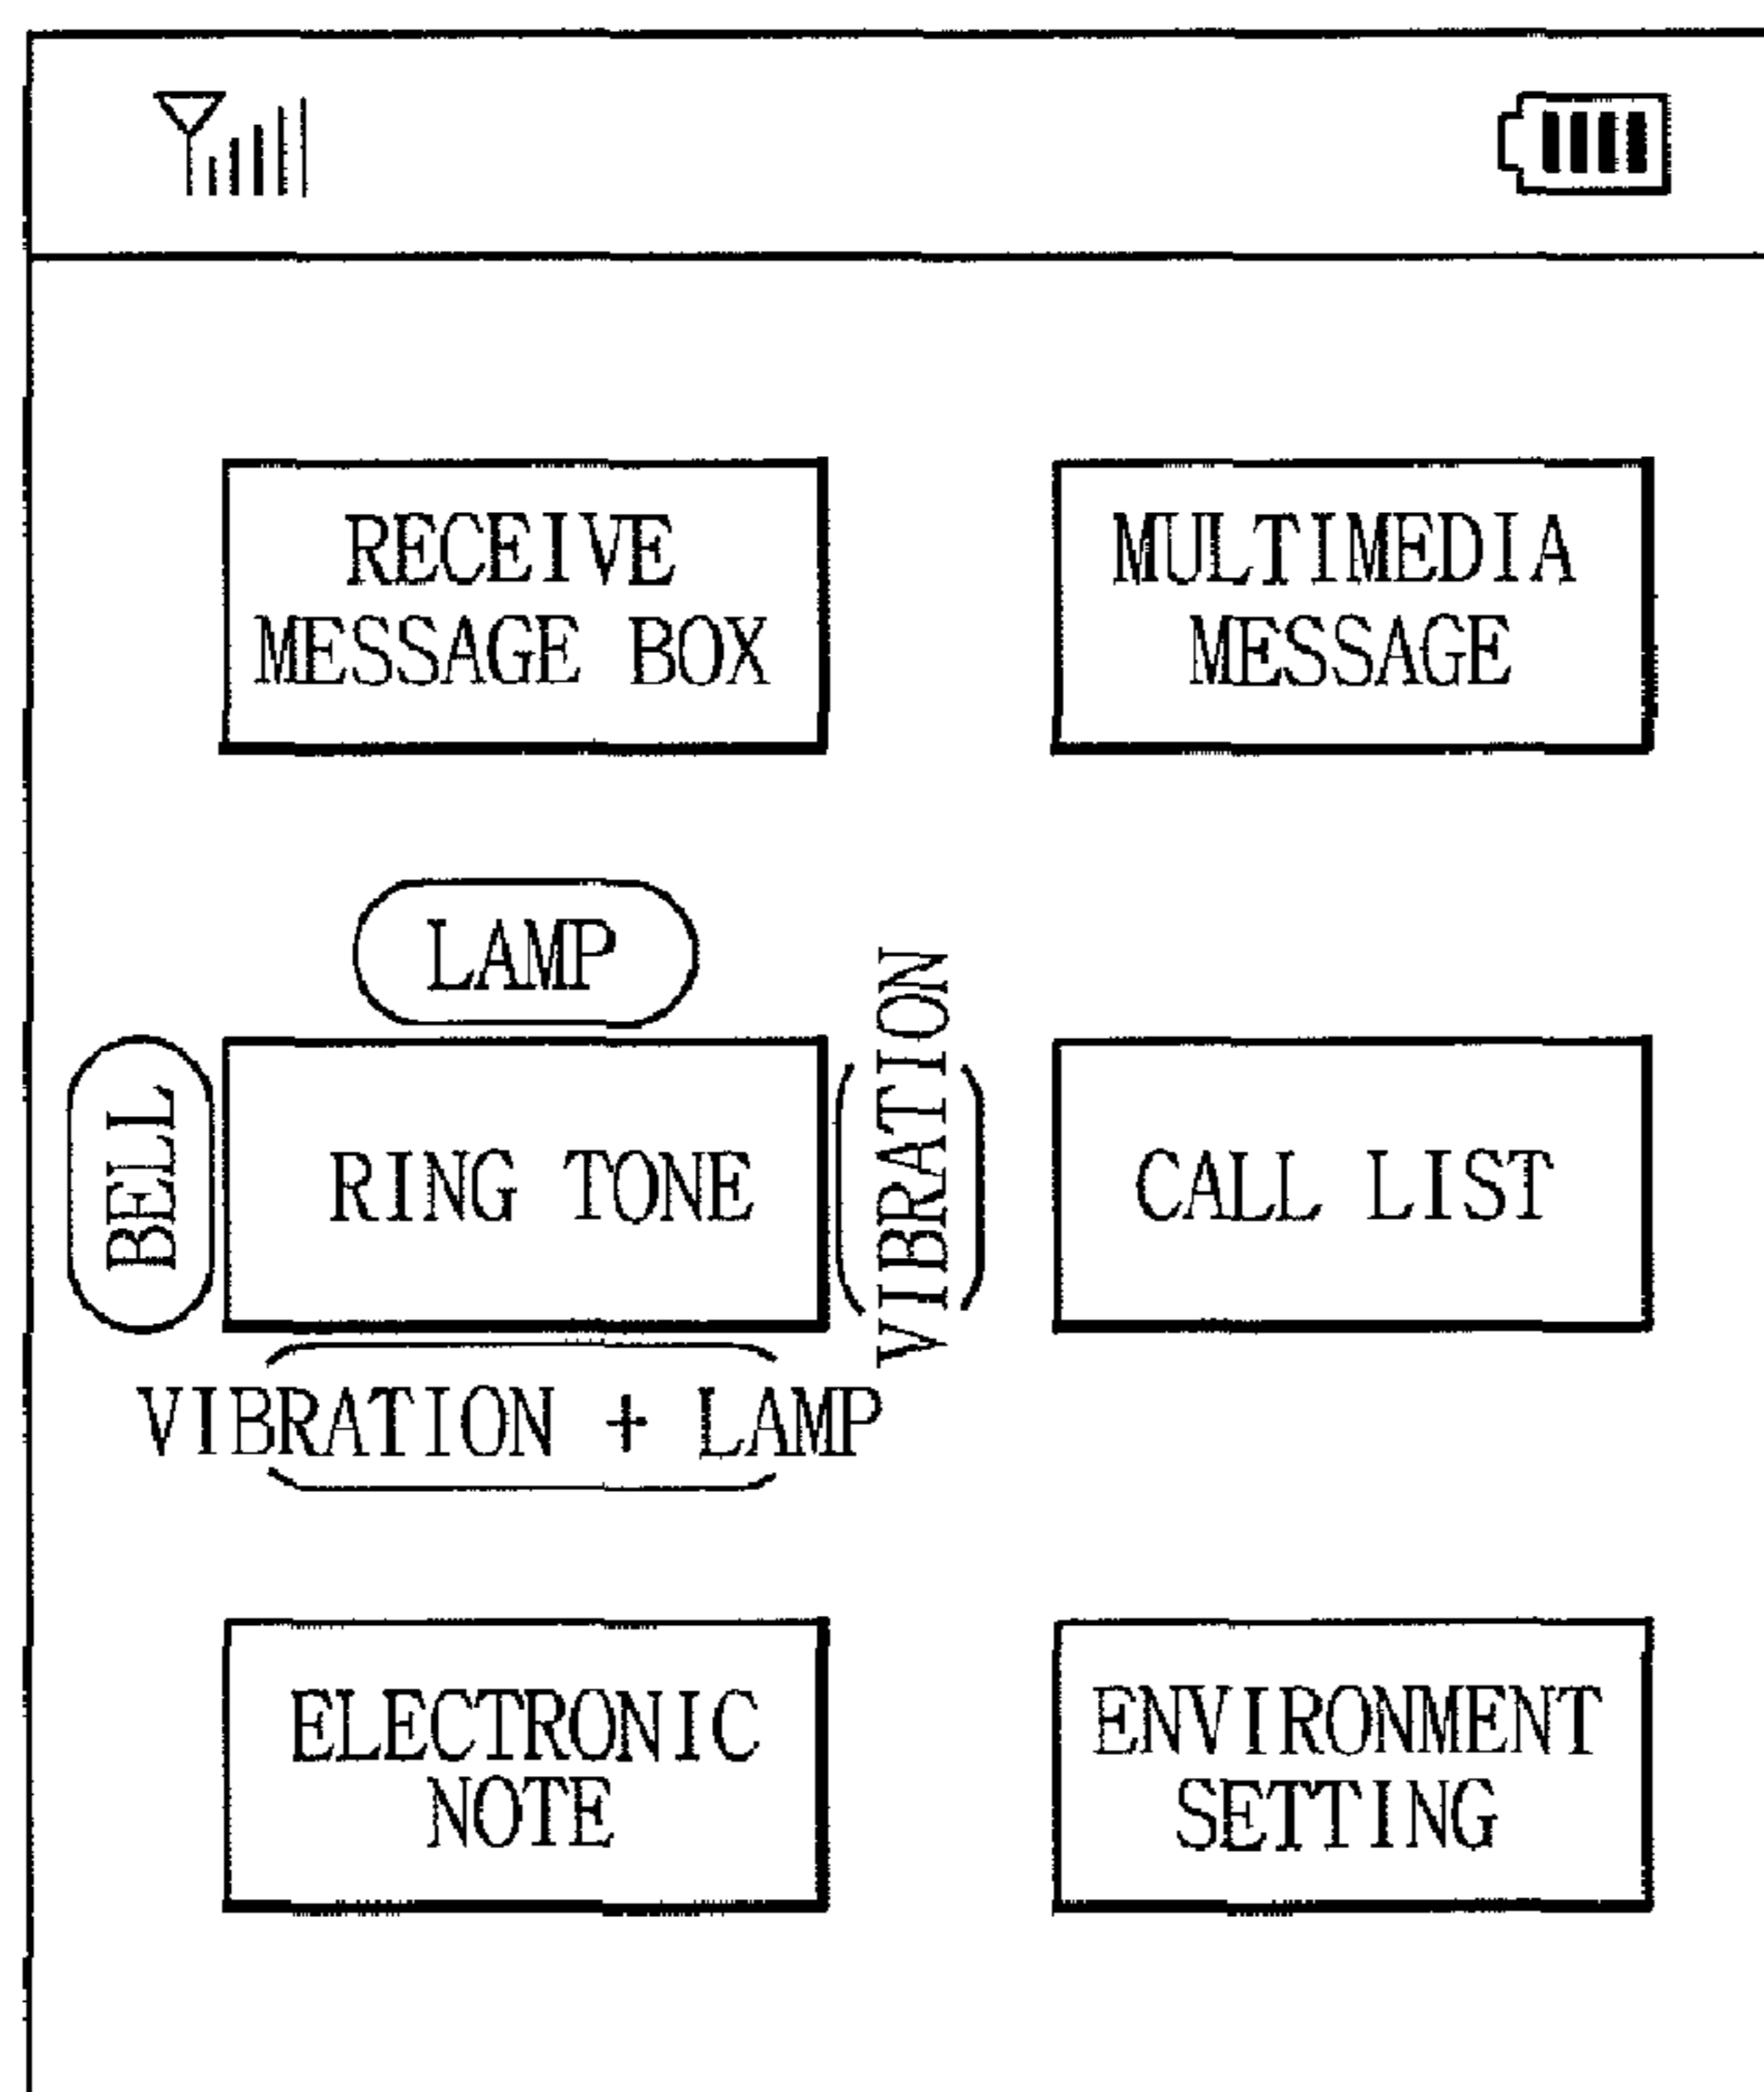 RECEIVE
MESSAGE BOX
MULTIMEDIA
MESSAGE
LAMP
BELL
RING TONE
VIBRATION
CALL LIST
VIBRATION + LAMP
ELECTRONIC
NOTE
ENVIRONMENT
SETTING